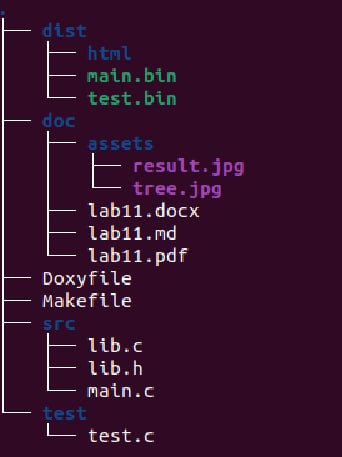 .
dist
html
main.bin
test.bin
doc
assets
result.jpg
tree.jpg
lab11.docx
lab11.md
lab11.pdf
Doxyfile
Makefile
src
lib.c
lib.h
main.c
test
test.c